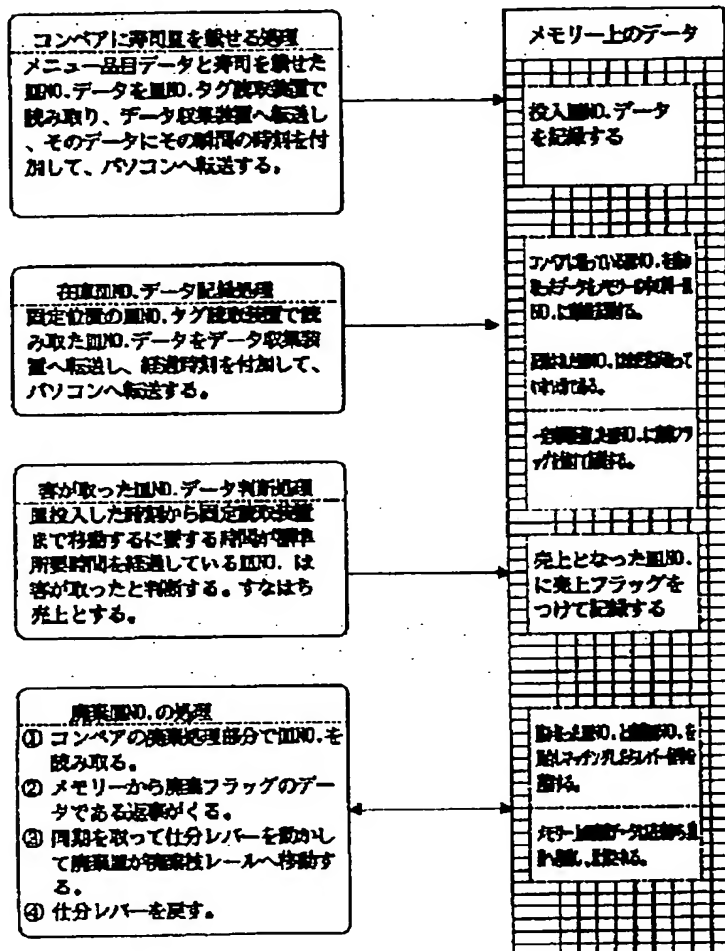 コンベアに寿司皿を載せる処理
メニュー品目データと寿司を載せた
皿NO.データを皿NO.タグ読取装置で
読み取り、データ収集装置へ転送し
、そのデータにその瞬間の時刻を付
加して、パソコンへ転送する。
在庫皿NO.データ記録処理
固定位置の皿NO.タグ読取装置で読
み取た皿NO.データをデータ収集装
置へ転送し、経過時刻を付加して、
パソコンへ転送する。
客が取った皿NO.データ判断処理
皿投入した時刻から固定読取装置
まで移動するに要する時間が標準
所要時間を経過している皿NO.は
客が取ったと判断する。すなはち
売上とする。
廃棄皿NO.の処理
① コンベアの廃棄処理部分で皿NO.を
読み取る。
② メモリーから廃棄フラッグのデー
タである返事がくる。
③ 同期を取って仕分レバーを動かし
て廃棄皿が廃棄枝レールへ移動す
る。
④ 仕分レバーを戻す。
メモリー上のデータ
投入皿NO.データ
を記録する
売上となった皿NO.
に売上フラッグを
つけて記録する